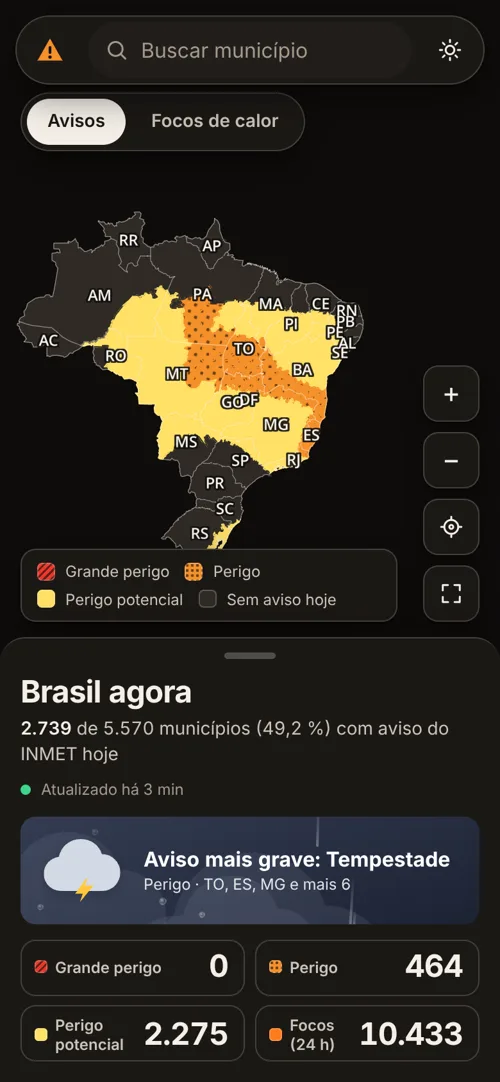 Buscar município
Avisos
Focos de calor
RR
AP
AM
PA
MA
CE
RN
PB
PI
PE
AL
SE
AC
RO
TO
MT
BA
GO
DF
MG
ES
MS
SP
RJ
PR
SC
RS
Grande perigo
Perigo
Perigo potencial
Sem aviso hoje
Brasil agora
2.739 de 5.570 municípios (49,2 %) com aviso do
INMET hoje
Atualizado há 3 min
Aviso mais grave: Tempestade
Perigo · TO, ES, MG e mais 6
Grande perigo
0
Perigo
464
Perigo
potencial
2.275
Focos
(24 h)
10.433